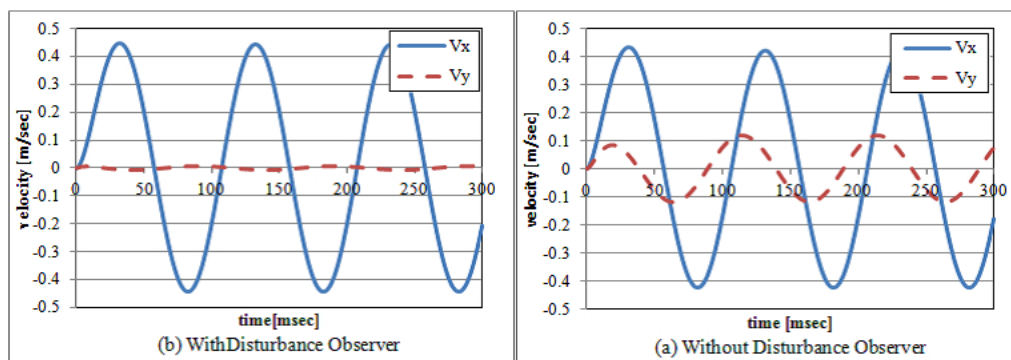 0.5
0.4
0.3
0.2
0.1
0
-0.1
-0.2
-0.3
-0.4
-0.5
velocity [m/sec]
0 50 100 150 200 250 300
Vx
Vy
time[msec]
(b) WithDisturbance Observer
0.5
0.4
0.3
0.2
0.1
0
-0.1
-0.2
-0.3
-0.4
-0.5
velocity [m/sec]
0 50 100 150 200 250 300
Vx
Vy
time [msec]
(a) Without Disturbance Observer